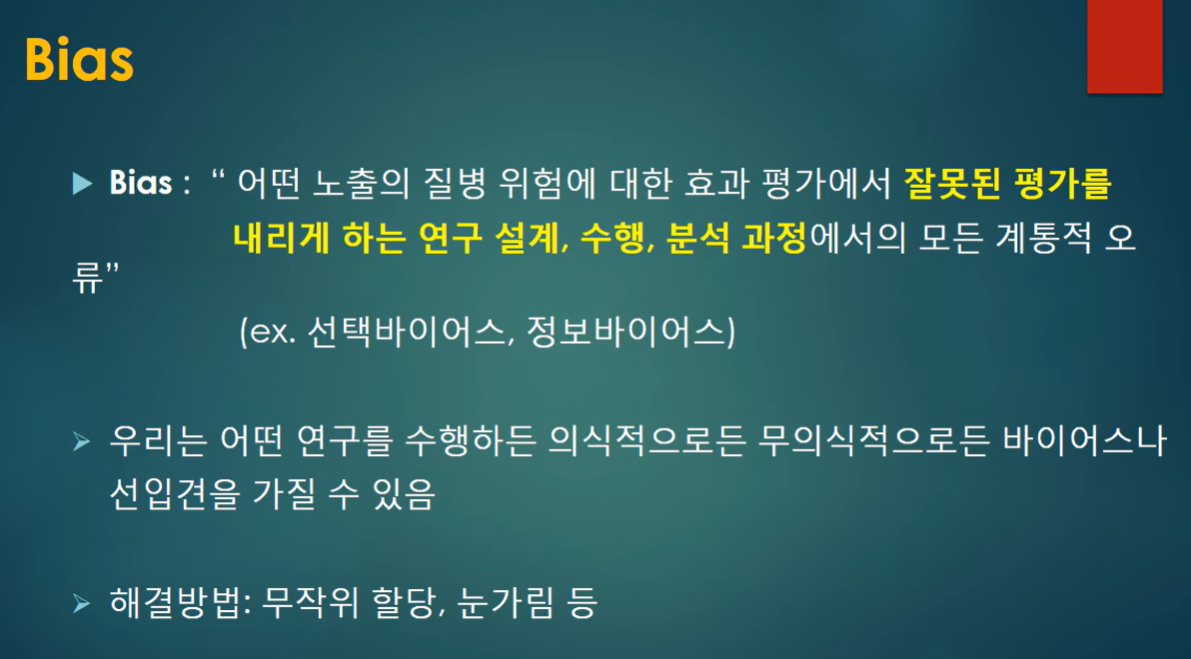 Bias
Bias : “ 어떤 노출의 질병 위험에 대한 효과 평가에서 잘못된 평가를
내리게 하는 연구 설계, 수행, 분석 과정에서의 모든 계통적 오
류”
(ex. 선택바이어스, 정보바이어스)
우리는 어떤 연구를 수행하든 의식적으로든 무의식적으로든 바이어스나
선입견을 가질 수 있음
해결방법: 무작위 할당, 눈가림 등